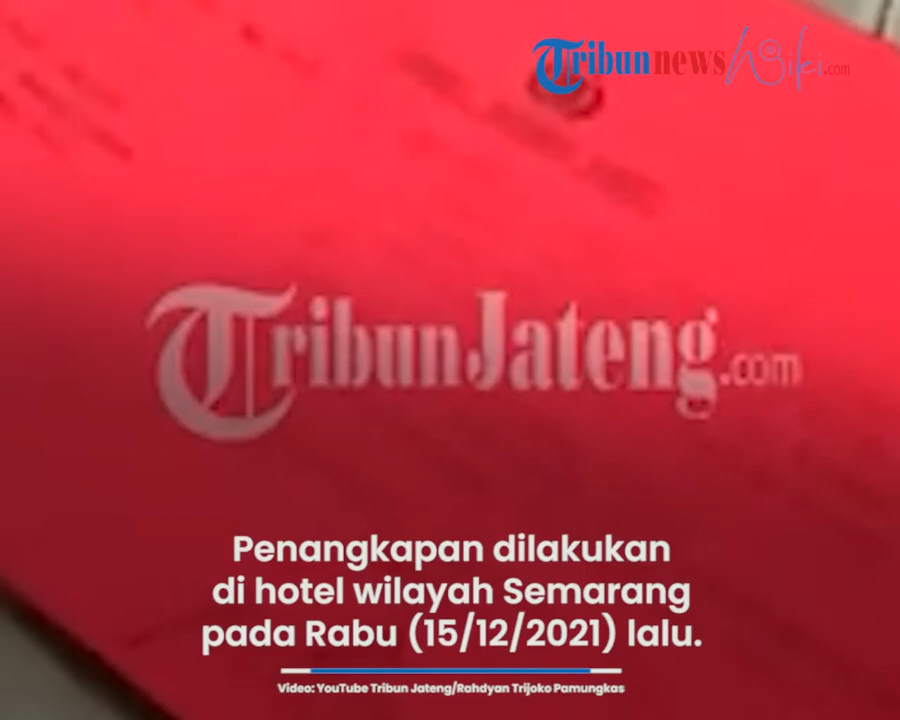 Tribunnewswiki.com
TribunJateng.com
Penangkapan dilakukan
di hotel wilayah Semarang
pada Rabu (15/12/2021) lalu.
Video: YouTube Tribun Jateng/Rahdyan Trijoko Pamungkas